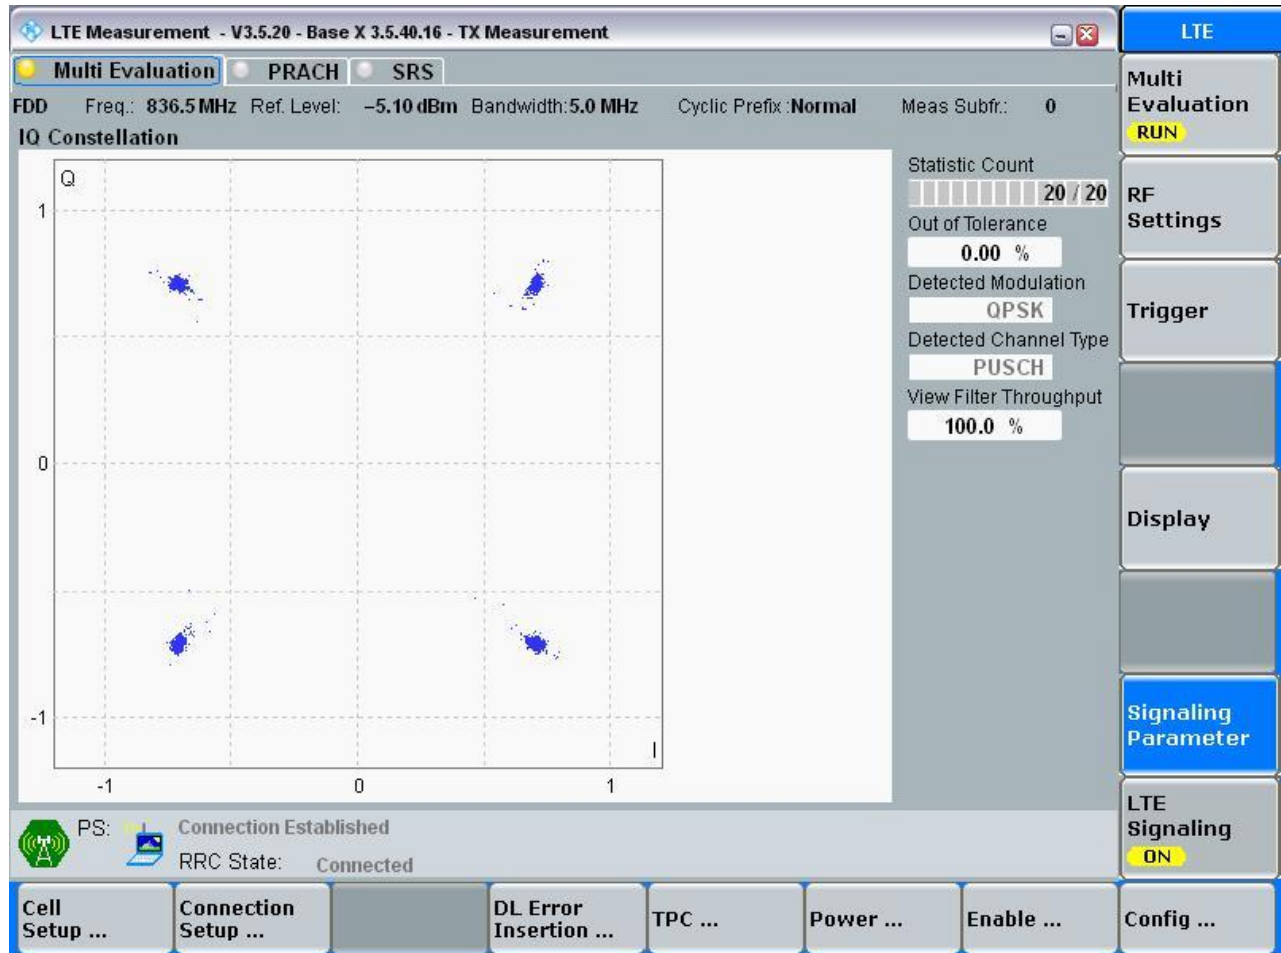 LTE Measurement - V3.5.20 - Base X 3.5.40.16 - TX Measurement
LTE
Multi Evaluation PRACH SRS
Multi
Evaluation
RUN
FDD Freq.: 836.5 MHz Ref. Level: -5.10 dBm Bandwidth: 5.0 MHz Cyclic Prefix : Normal Meas Subfr.: 0
IQ Constellation
Q
1
0
-1
I
-1 0 1
Statistic Count
20 / 20
Out of Tolerance
0.00 %
Detected Modulation
QPSK
Detected Channel Type
PUSCH
View Filter Throughput
100.0 %
RF
Settings
Trigger
Display
Signaling
Parameter
LTE
Signaling
ON
PS: Connection Established
RRC State: Connected
Cell
Setup ...
Connection
Setup ...
DL Error
Insertion ...
TPC ...
Power ...
Enable ...
Config ...